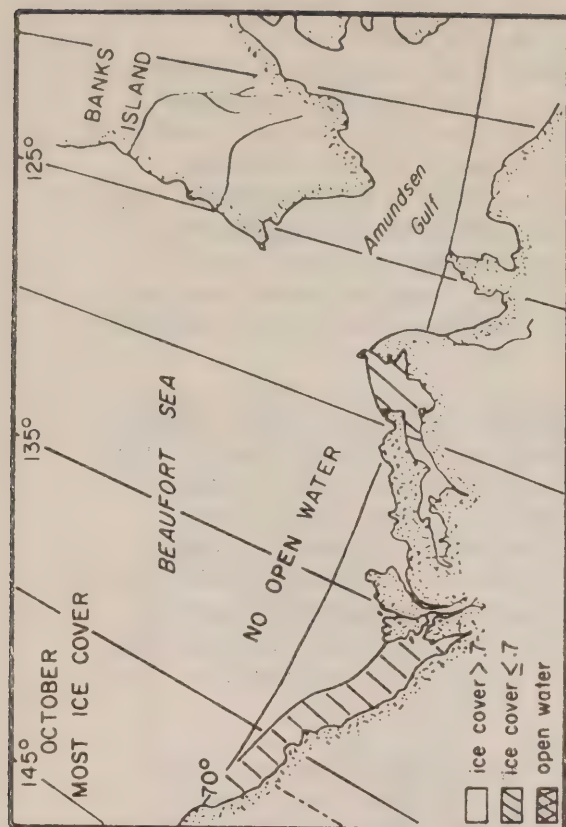 145°
OCTOBER
MOST ICE COVER
135°
BEAUFORT SEA
125°
BANKS
ISLAND
NO OPEN WATER
Amundsen
Gulf
70°
ice cover > .7
ice cover ≤ .7
open water